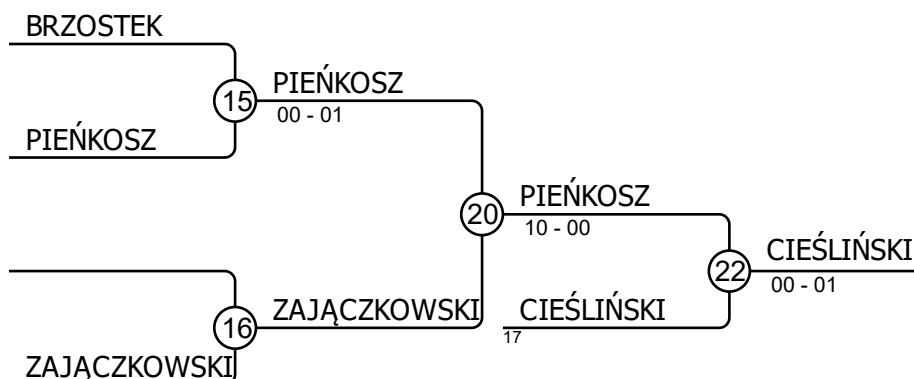 BRZOSTEK
PIEŃKOSZ
15
00 - 01
PIEŃKOSZ
PIEŃKOSZ
20
10 - 00
CIEŚLIŃSKI
22
00 - 01
ZAJĄCZKOWSKI
CIEŚLIŃSKI
16
17
ZAJĄCZKOWSKI